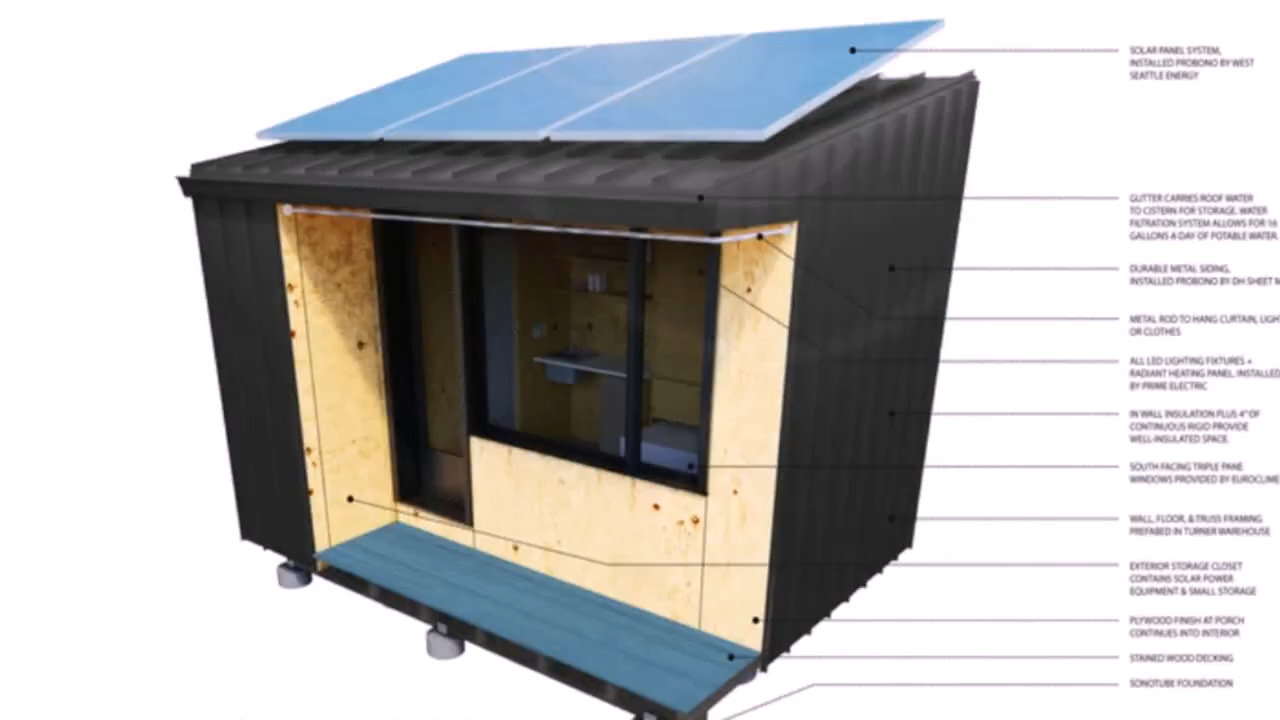 SOLAR PANEL SYSTEM,
INSTALLED PROBONO BY WEST
SEATTLE ENERGY
GUTTER CARRIES ROOF WATER
TO CISTERN FOR STORAGE. WATER
FILTRATION SYSTEM ALLOWS FOR 16
GALLONS A DAY OF POTABLE WATER.
DURABLE METAL SIDING,
INSTALLED PROBONO BY DH SHEET M
METAL ROD TO HANG CURTAIN, LIGH
OR CLOTHES
ALL LED LIGHTING FIXTURES +
RADIANT HEATING PANEL, INSTALLED
BY PRIME ELECTRIC
IN WALL INSULATION PLUS 4" OF
CONTINUOUS RIGID PROVIDE
WELL-INSULATED SPACE.
SOUTH FACING TRIPLE PANE
WINDOWS PROVIDED BY EUROCLIME
WALL, FLOOR, & TRUSS FRAMING
PREFABED IN TURNER WAREHOUSE
EXTERIOR STORAGE CLOSET
CONTAINS SOLAR POWER
EQUIPMENT & SMALL STORAGE
PLYWOOD FINISH AT PORCH
CONTINUES INTO INTERIOR
STAINED WOOD DECKING
SONOTUBE FOUNDATION